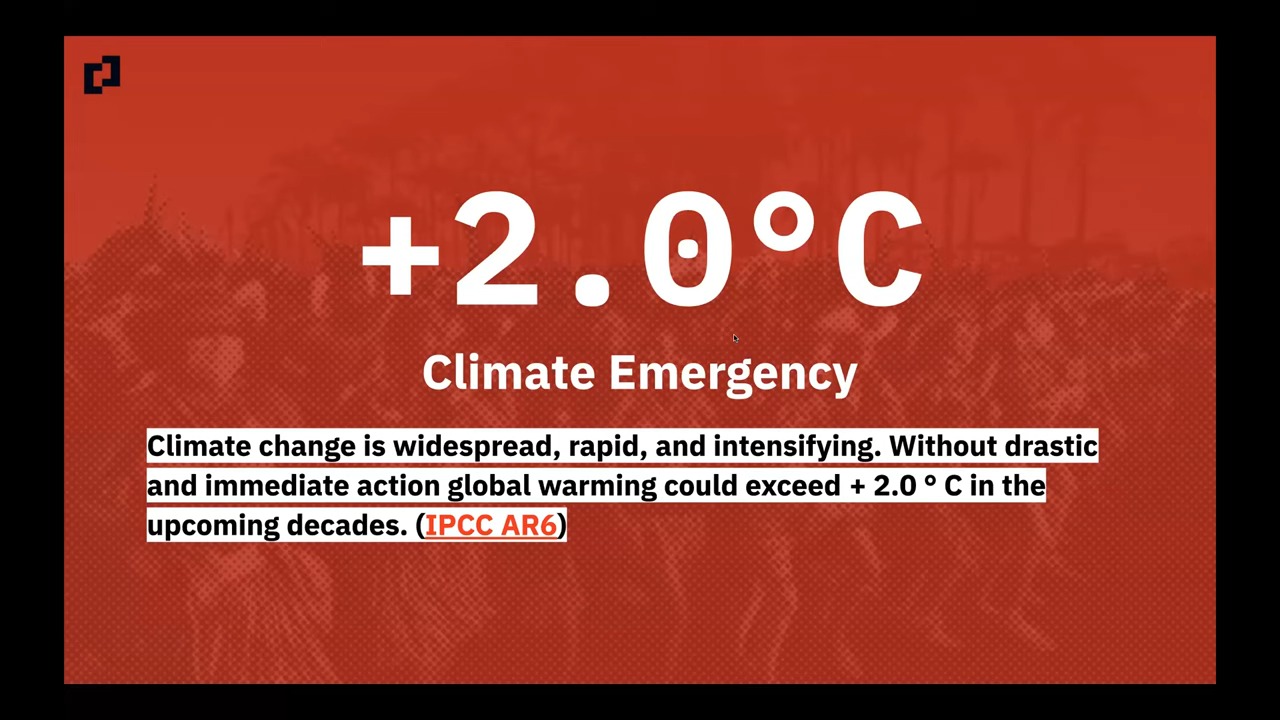 +2.0°C
Climate Emergency
Climate change is widespread, rapid, and intensifying. Without drastic
and immediate action global warming could exceed + 2.0 ° C in the
upcoming decades. (IPCC AR6)